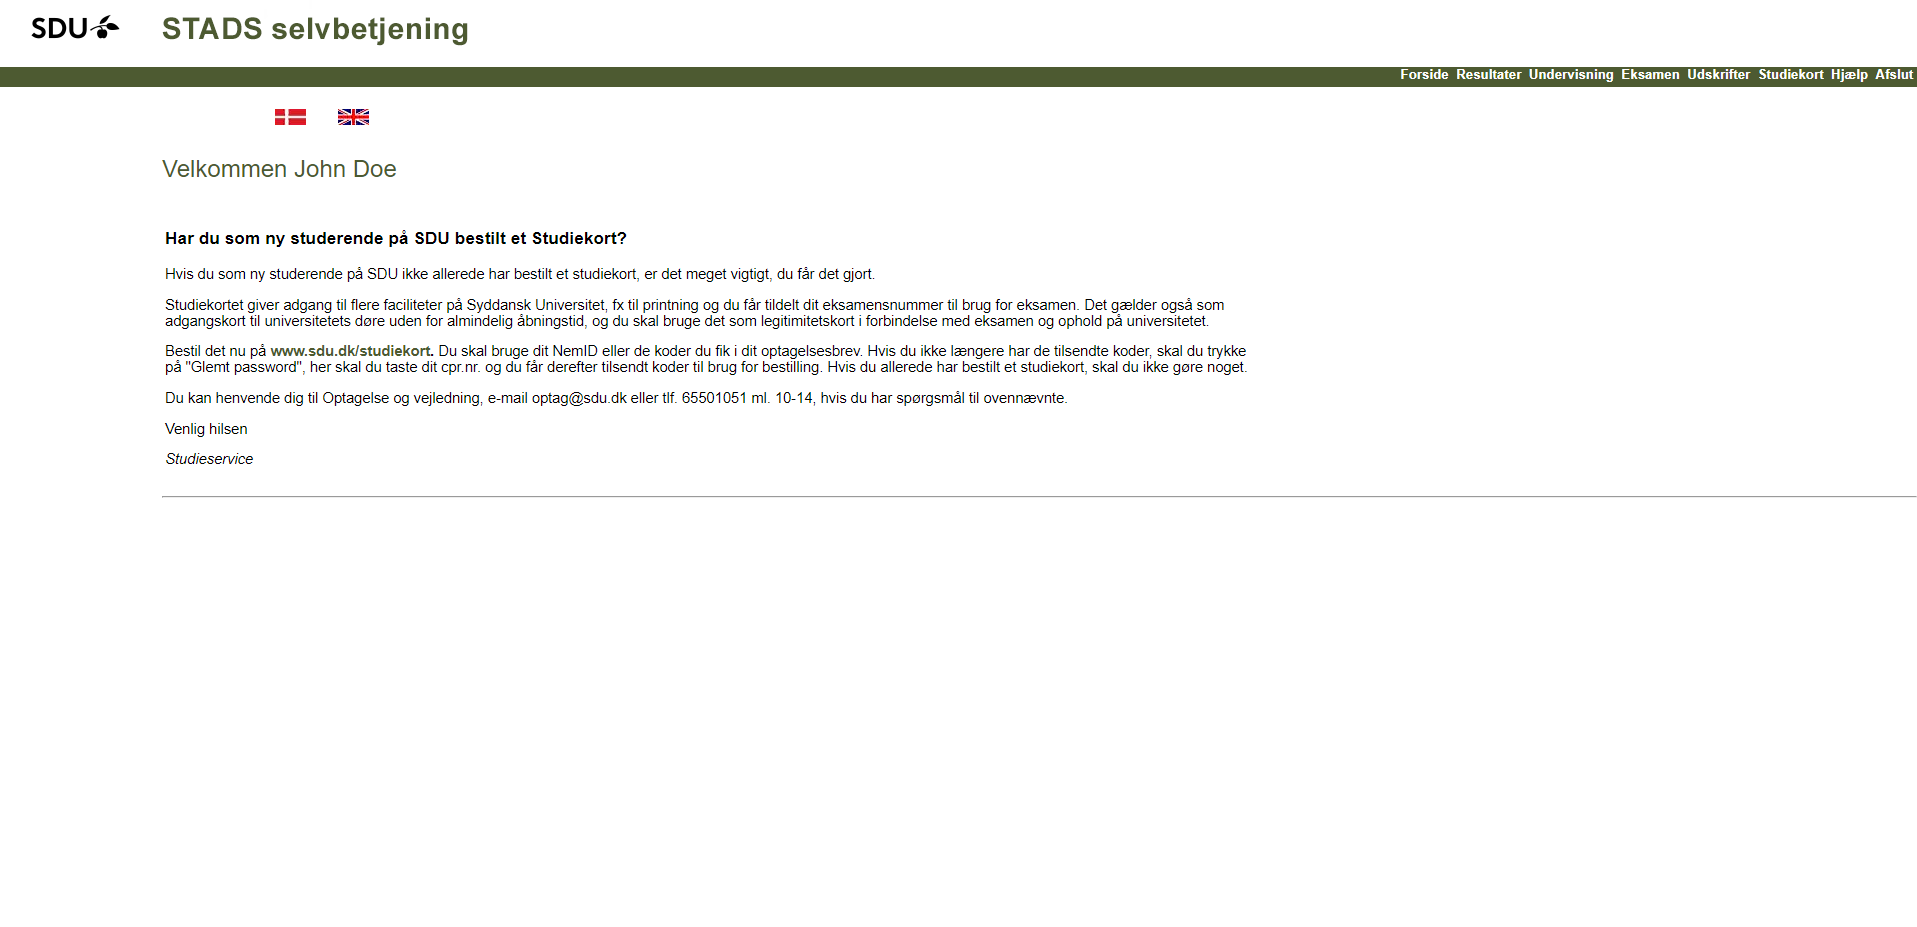 SDU
STADS selvbetjening
Forside Resultater Undervisning Eksamen Udskrifter Studiekort Hjælp Afslut
Velkommen John Doe
Har du som ny studerende på SDU bestilt et Studiekort?
Hvis du som ny studerende på SDU ikke allerede har bestilt et studiekort, er det meget vigtigt, du får det gjort.
Studiekortet giver adgang til flere faciliteter på Syddansk Universitet, fx til printning og du får tildelt dit eksamensnummer til brug for eksamen. Det gælder også som
adgangskort til universitetets døre uden for almindelig åbningstid, og du skal bruge det som legitimitetskort i forbindelse med eksamen og ophold på universitetet.
Bestil det nu på www.sdu.dk/studiekort. Du skal bruge dit NemID eller de koder du fik i dit optagelsesbrev. Hvis du ikke længere har de tilsendte koder, skal du trykke
på "Glemt password", her skal du taste dit cpr.nr. og du får derefter tilsendt koder til brug for bestilling. Hvis du allerede har bestilt et studiekort, skal du ikke gøre noget.
Du kan henvende dig til Optagelse og vejledning, e-mail optag@sdu.dk eller tlf. 65501051 ml. 10-14, hvis du har spørgsmål til ovennævnte.
Venlig hilsen
Studieservice